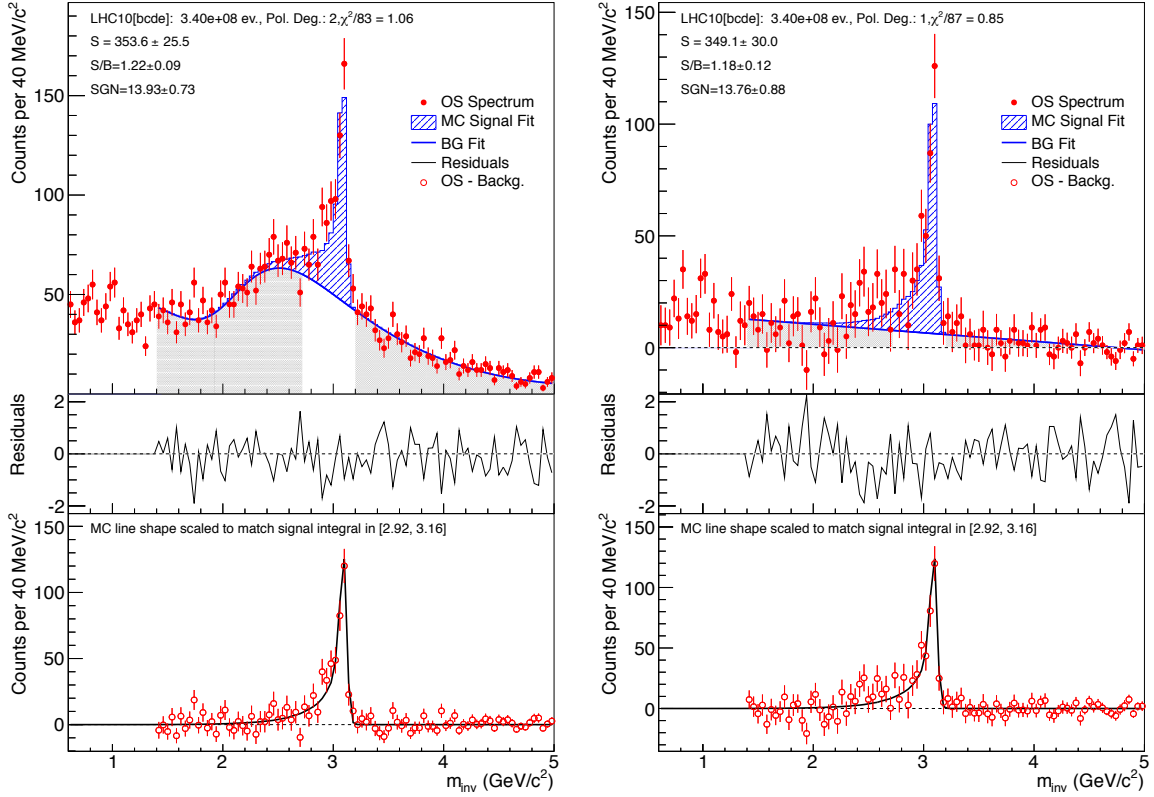 LHC10[bcde]: 3.40e+08 ev., Pol. Deg.: 2,χ²/83 = 1.06
S = 353.6 ± 25.5
S/B=1.22±0.09
SGN=13.93±0.73
OS Spectrum
MC Signal Fit
BG Fit
Residuals
OS - Backg.
Counts per 40 MeV/c²
150
100
50
Residuals
2
0
-2
MC line shape scaled to match signal integral in [2.92, 3.16]
Counts per 40 MeV/c²
150
100
50
0
1 2 3 4 5
m_inv (GeV/c²)
LHC10[bcde]: 3.40e+08 ev., Pol. Deg.: 1,χ²/87 = 0.85
S = 349.1 ± 30.0
S/B=1.18±0.12
SGN=13.76±0.88
OS Spectrum
MC Signal Fit
BG Fit
Residuals
OS - Backg.
Counts per 40 MeV/c²
150
100
50
0
Residuals
2
0
-2
MC line shape scaled to match signal integral in [2.92, 3.16]
Counts per 40 MeV/c²
150
100
50
0
1 2 3 4 5
m_inv (GeV/c²)